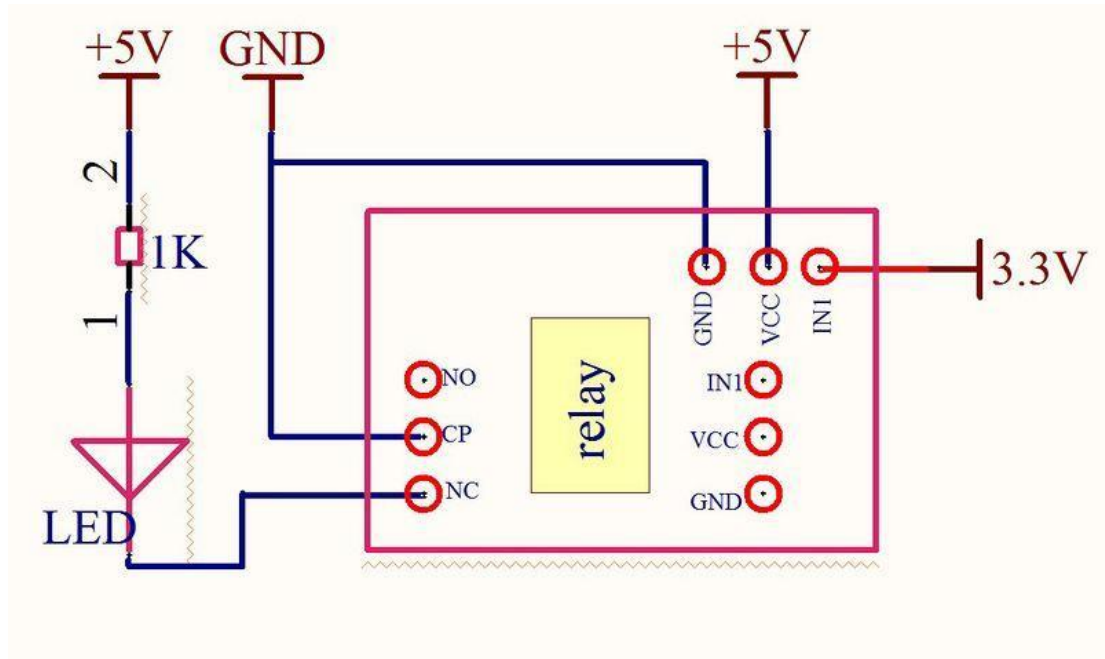 +5V
GND
+5V
2
1K
1
LED
GND
VCC
IN1
3.3V
NO
CP
NC
relay
IN1
VCC
GND